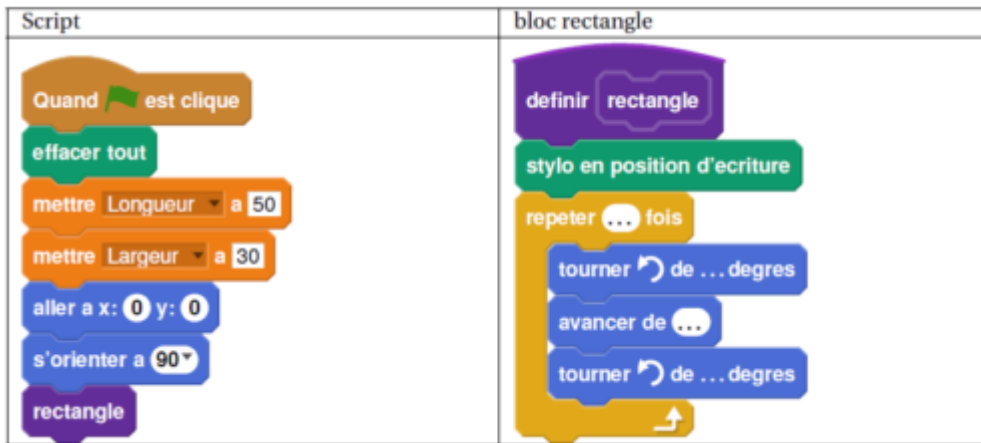 Script
Quand est clique
effacer tout
mettre Longueur a 50
mettre Largeur a 30
aller a x: 0 y: 0
s'orienter a 90
rectangle
bloc rectangle
definir rectangle
stylo en position d'ecriture
repeter ... fois
tourner de ... degres
avancer de ...
tourner de ... degres